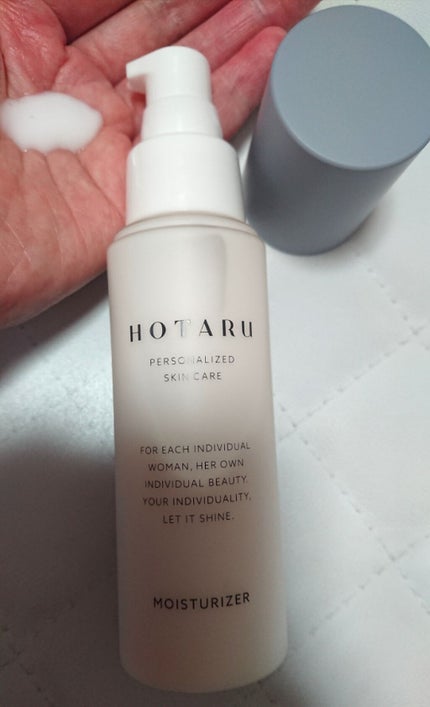 HOTARU
PERSONALIZED
SKIN CARE
FOR EACH INDIVIDUAL
WOMAN, HER OWN
INDIVIDUAL BEAUTY.
YOUR INDIVIDUALITY,
LET IT SHINE.
MOISTURIZER